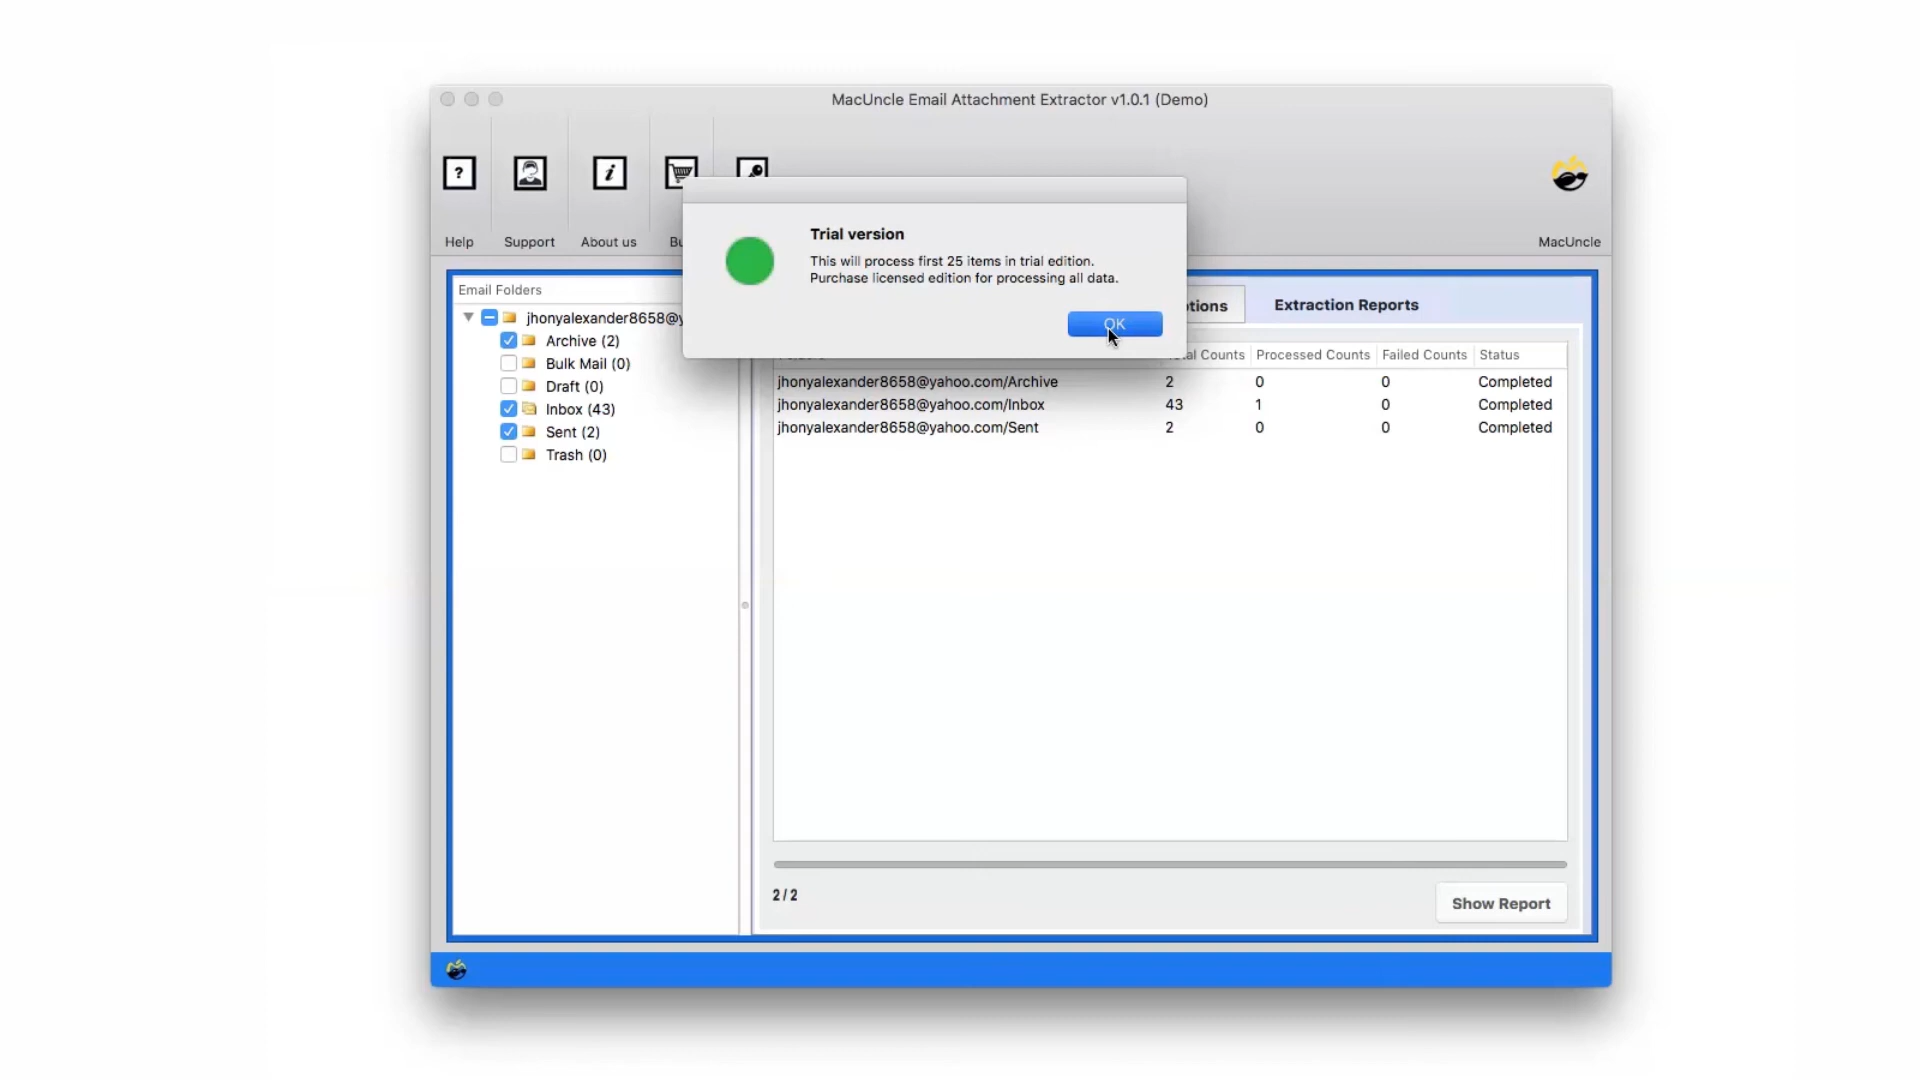 MacUncle Email Attachment Extractor v1.0.1 (Demo)
?
i
Help
Support
About us
MacUncle
Trial version
This will process first 25 items in trial edition.
Purchase licensed edition for processing all data.
OK
Email Folders
jhonyalexander8658@y
Archive (2)
Bulk Mail (0)
Draft (0)
Inbox (43)
Sent (2)
Trash (0)
Extraction Reports
Counts Processed Counts Failed Counts Status
jhonyalexander8658@yahoo.com/Archive 2 0 0 Completed
jhonyalexander8658@yahoo.com/Inbox 43 1 0 Completed
jhonyalexander8658@yahoo.com/Sent 2 0 0 Completed
2 / 2
Show Report